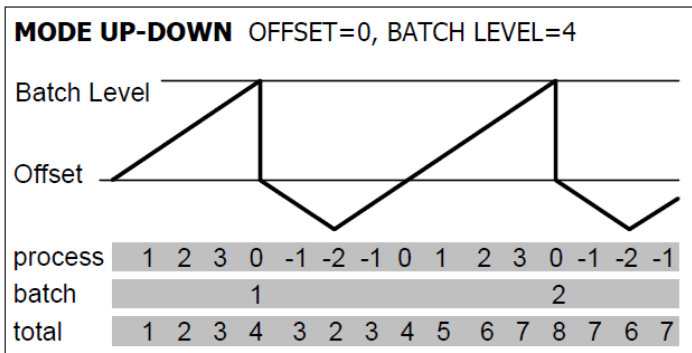 MODE UP-DOWN OFFSET=0, BATCH LEVEL=4
Batch Level
Offset
process 1 2 3 0 -1 -2 -1 0 1 2 3 0 -1 -2 -1
batch 1 2
total 1 2 3 4 3 2 3 4 5 6 7 8 7 6 7